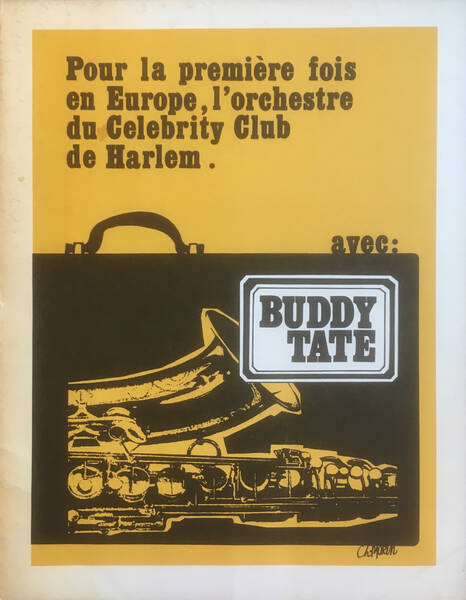 Pour la première fois
en Europe, l'orchestre
du Celebrity Club
de Harlem.
avec:
BUDDY
TATE